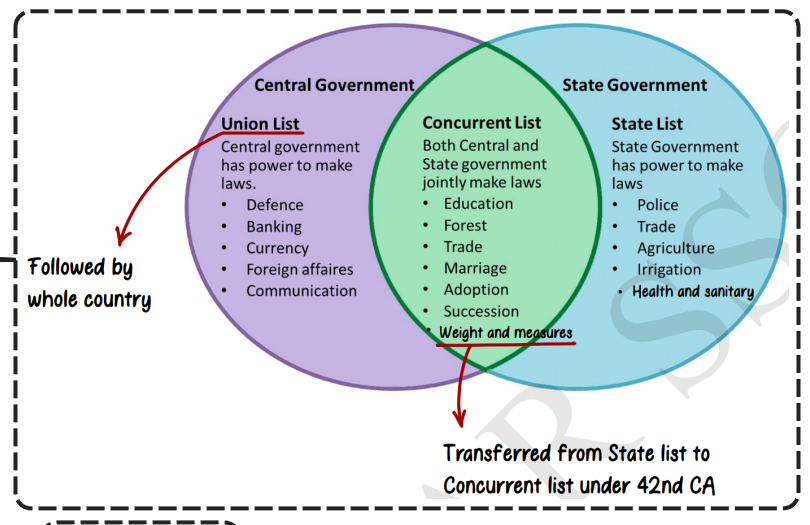 Central Government
State Government
Union List
Central government
has power to make
laws.
• Defence
• Banking
• Currency
• Foreign affaires
• Communication
Concurrent List
Both Central and
State government
jointly make laws
• Education
• Forest
• Trade
• Marriage
• Adoption
• Succession
• Weight and measures
State List
State Government
has power to make
laws
• Police
• Trade
• Agriculture
• Irrigation
• Health and sanitary
Followed by
whole country
Transferred from State list to
Concurrent list under 42nd CA